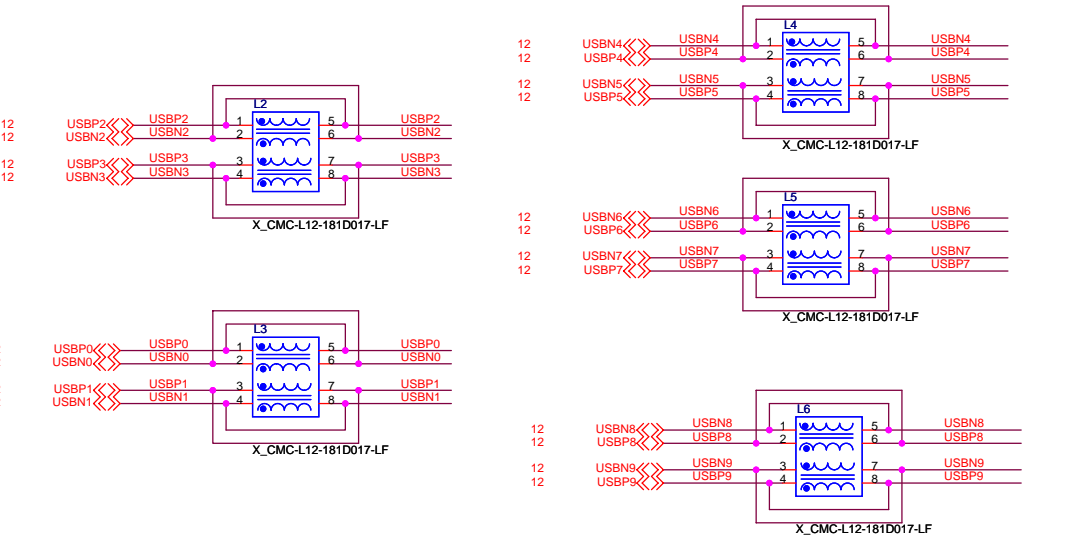 L2
12 USBP2 USBP2 1 5 USBP2
12 USBN2 USBN2 2 6 USBN2
12 USBP3 USBP3 3 7 USBP3
12 USBN3 USBN3 4 8 USBN3
X_CMC-L12-181D017-LF
L3
USBP0 USBP0 1 5 USBP0
USBN0 USBN0 2 6 USBN0
USBP1 USBP1 3 7 USBP1
USBN1 USBN1 4 8 USBN1
X_CMC-L12-181D017-LF
L4
12 USBN4 USBN4 1 5 USBN4
12 USBP4 USBP4 2 6 USBP4
12 USBN5 USBN5 3 7 USBN5
12 USBP5 USBP5 4 8 USBP5
X_CMC-L12-181D017-LF
L5
12 USBN6 USBN6 1 5 USBN6
12 USBP6 USBP6 2 6 USBP6
12 USBN7 USBN7 3 7 USBN7
12 USBP7 USBP7 4 8 USBP7
X_CMC-L12-181D017-LF
L6
12 USBN8 USBN8 1 5 USBN8
12 USBP8 USBP8 2 6 USBP8
12 USBN9 USBN9 3 7 USBN9
12 USBP9 USBP9 4 8 USBP9
X_CMC-L12-181D017-LF